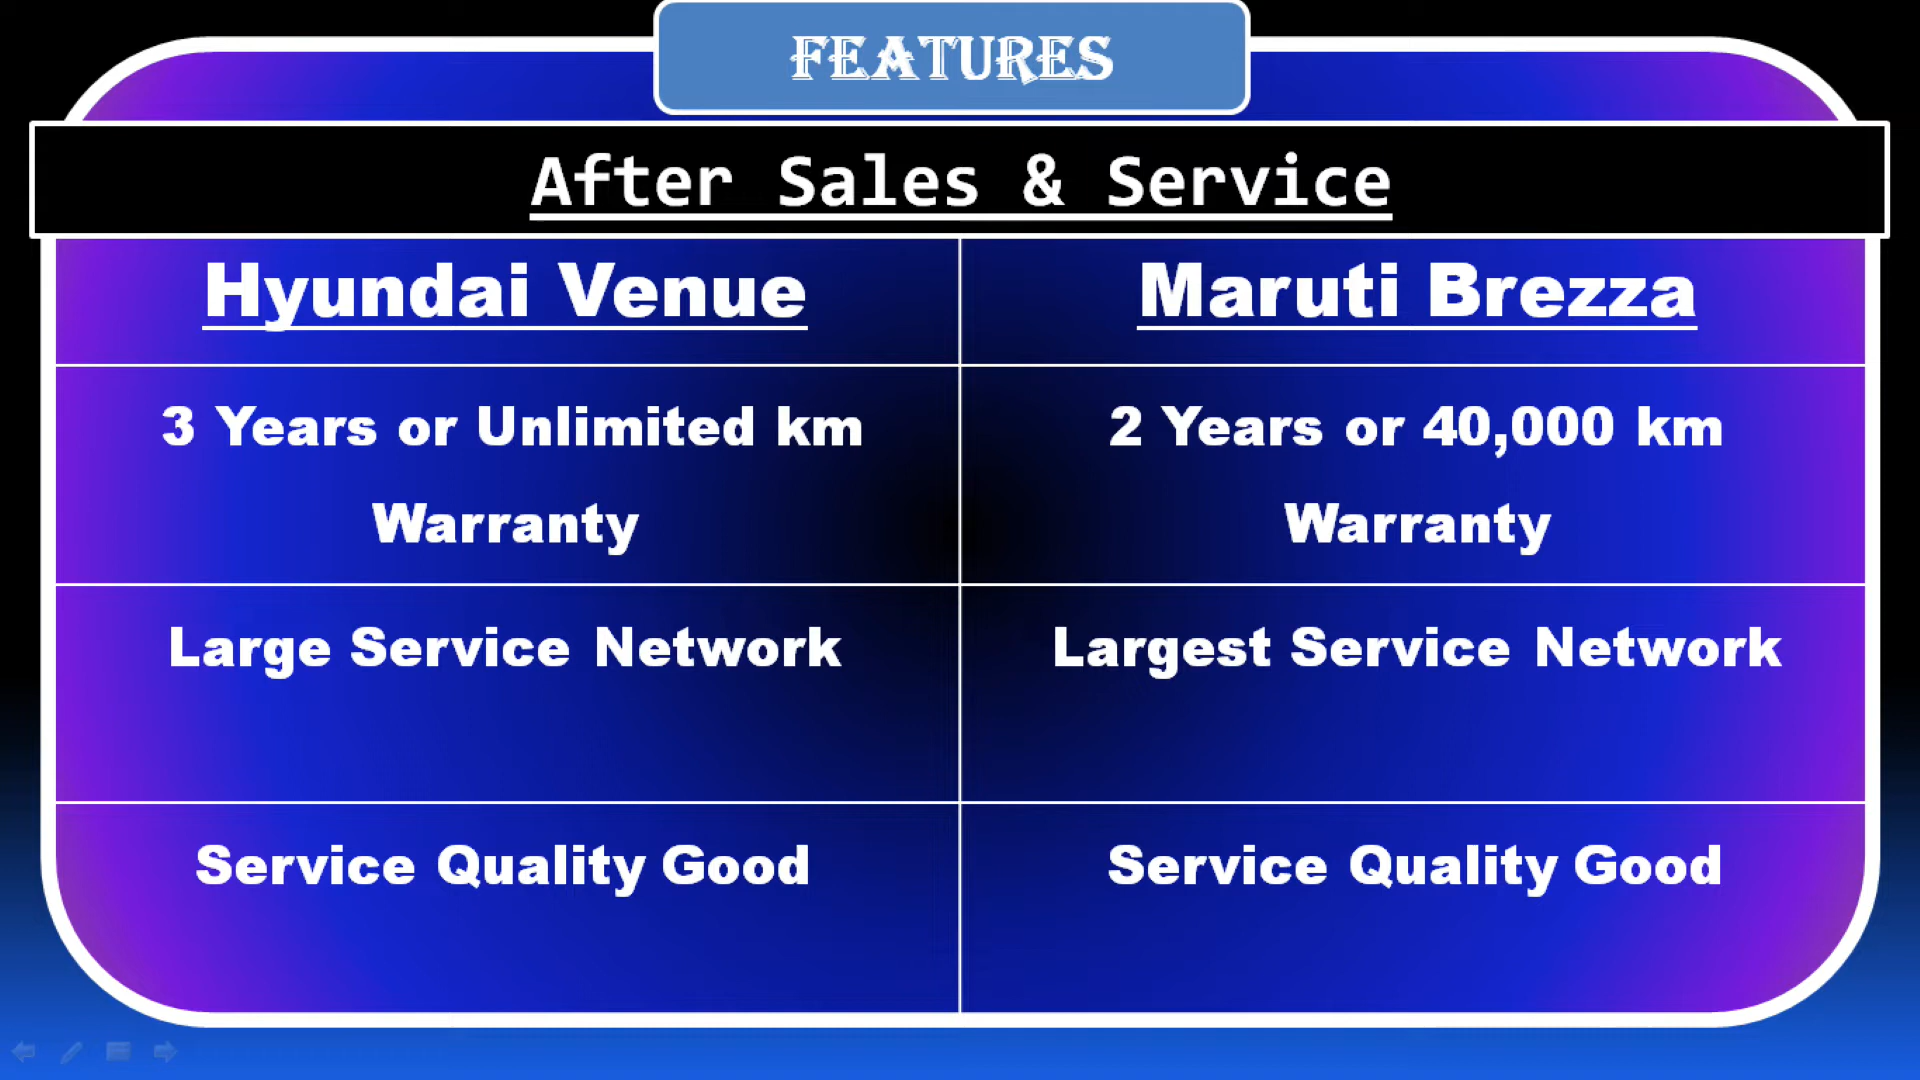 FEATURES
After Sales & Service
Hyundai Venue
Maruti Brezza
3 Years or Unlimited km
Warranty
2 Years or 40,000 km
Warranty
Large Service Network
Largest Service Network
Service Quality Good
Service Quality Good